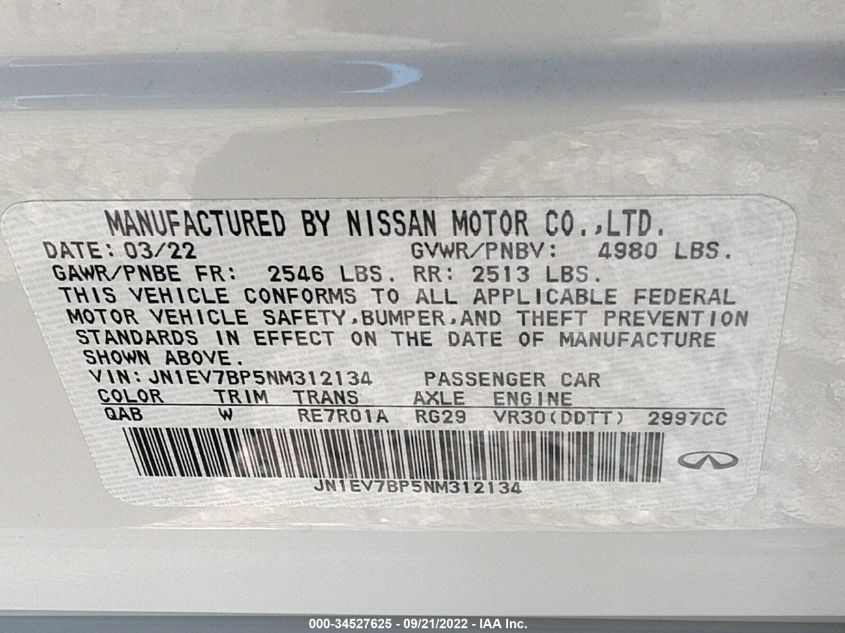 MANUFACTURED BY NISSAN MOTOR CO.,LTD.
DATE: 03/22 GVWR/PNBV: 4980 LBS.
GAWR/PNBE FR: 2546 LBS. RR: 2513 LBS.
THIS VEHICLE CONFORMS TO ALL APPLICABLE FEDERAL
MOTOR VEHICLE SAFETY,BUMPER,AND THEFT PREVENTION
STANDARDS IN EFFECT ON THE DATE OF MANUFACTURE
SHOWN ABOVE.
VIN: JN1EV7BP5NM312134 PASSENGER CAR
COLOR TRIM TRANS AXLE ENGINE
QAB W RE7R01A RG29 VR30(DDTT) 2997CC
JN1EV7BP5NM312134
000-34527625 - 09/21/2022 - IAA Inc.